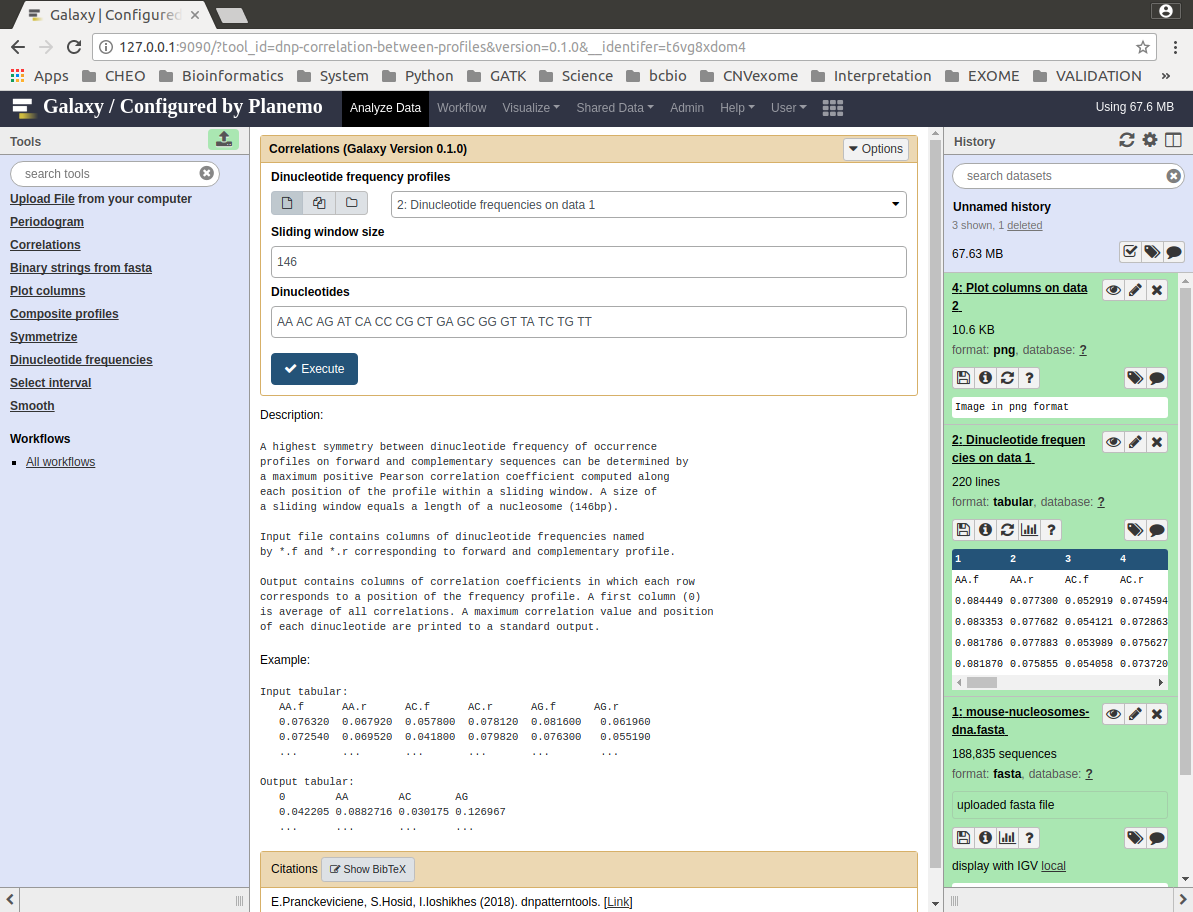 Galaxy | Configured
127.0.0.1:9090/?tool_id=dnp-correlation-between-profiles&version=0.1.0&__identifer=t6vg8xdom4
Apps CHEO Bioinformatics System Python GATK Science bcbio CNVexome Interpretation EXOME VALIDATION »
Galaxy / Configured by Planemo Analyze Data Workflow Visualize Shared Data Admin Help User Using 67.6 MB
Tools
search tools
Upload File from your computer
Periodogram
Correlations
Binary strings from fasta
Plot columns
Composite profiles
Symmetrize
Dinucleotide frequencies
Select interval
Smooth
Workflows
All workflows
Correlations (Galaxy Version 0.1.0) Options
Dinucleotide frequency profiles
2: Dinucleotide frequencies on data 1
Sliding window size
146
Dinucleotides
AA AC AG AT CA CC CG CT GA GC GG GT TA TC TG TT
Execute
Description:
A highest symmetry between dinucleotide frequency of occurrence
profiles on forward and complementary sequences can be determined by
a maximum positive Pearson correlation coefficient computed along
each position of the profile within a sliding window. A size of
a sliding window equals a length of a nucleosome (146bp).
Input file contains columns of dinucleotide frequencies named
by *.f and *.r corresponding to forward and complementary profile.
Output contains columns of correlation coefficients in which each row
corresponds to a position of the frequency profile. A first column (0)
is average of all correlations. A maximum correlation value and position
of each dinucleotide are printed to a standard output.
Example:
Input tabular:
AA.f AA.r AC.f AC.r AG.f AG.r
0.076320 0.067920 0.057800 0.078120 0.081600 0.061960
0.072540 0.069520 0.041800 0.079820 0.076300 0.055190
... ... ... ... ... ...
Output tabular:
0 AA AC AG
0.042205 0.0882716 0.030175 0.126967
... ... ... ...
Citations Show BibTeX
E.Pranckeviciene, S.Hosid, I.Ioshikhes (2018). dnpatterntools. [Link]
History
search datasets
Unnamed history
3 shown, 1 deleted
67.63 MB
4: Plot columns on data
2
10.6 KB
format: png, database: ?
?
Image in png format
2: Dinucleotide frequen
cies on data 1
220 lines
format: tabular, database: ?
?
1 2 3 4
AA.f AA.r AC.f AC.r
0.084449 0.077300 0.052919 0.074594
0.083353 0.077682 0.054121 0.072863
0.081786 0.077883 0.053989 0.075627
0.081870 0.075855 0.054058 0.073720
1: mouse-nucleosomes-
dna.fasta
188,835 sequences
format: fasta, database: ?
uploaded fasta file
?
display with IGV local